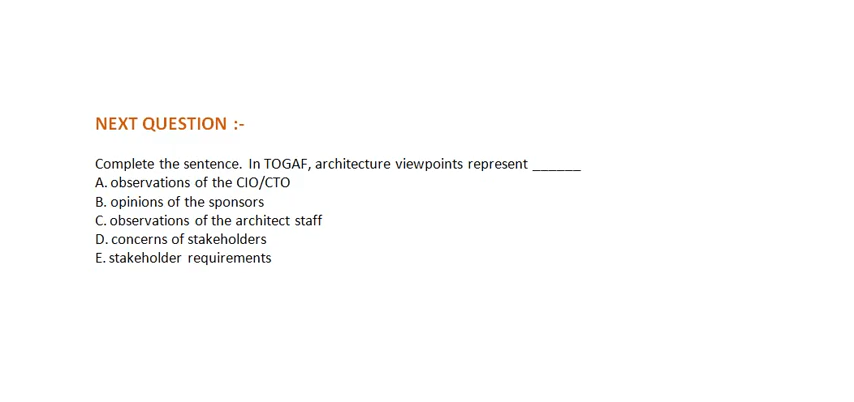 NEXT QUESTION :-
Complete the sentence. In TOGAF, architecture viewpoints represent ______
A. observations of the CIO/CTO
B. opinions of the sponsors
C. observations of the architect staff
D. concerns of stakeholders
E. stakeholder requirements